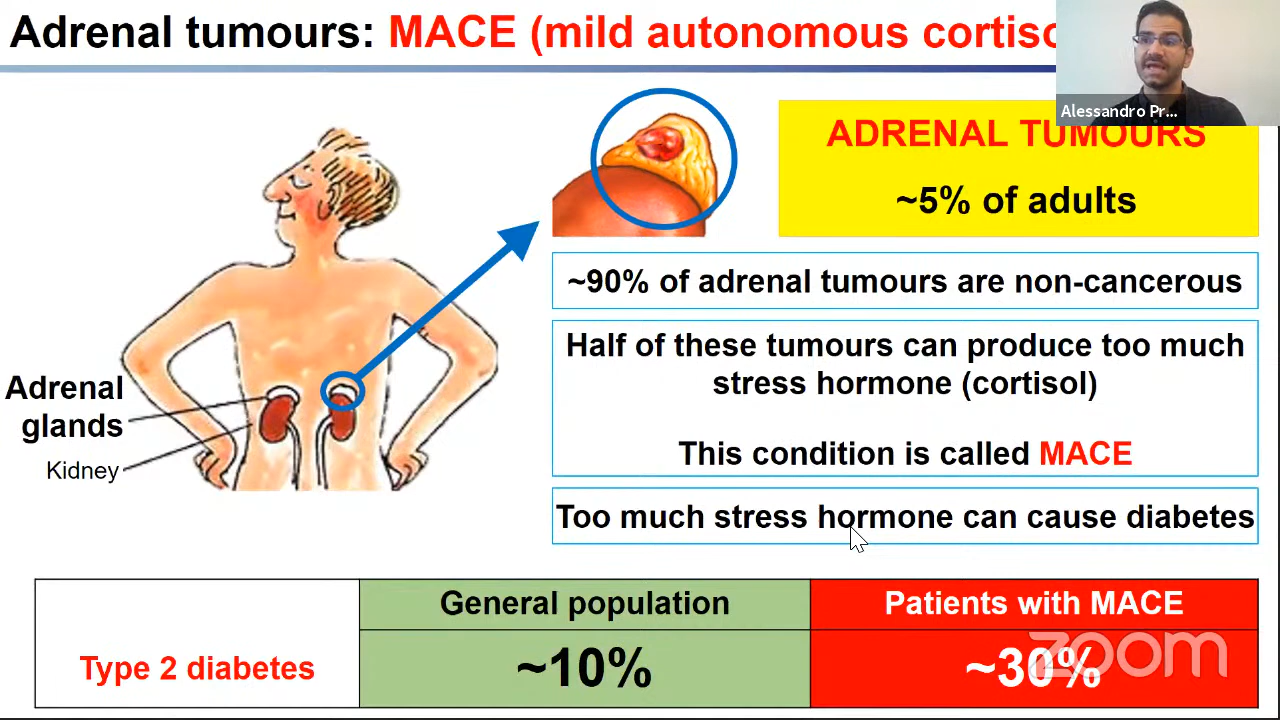 Adrenal tumours: MACE (mild autonomous cortiso
Alessandro Pr...
ADRENAL TUMOURS
~5% of adults
~90% of adrenal tumours are non-cancerous
Half of these tumours can produce too much
stress hormone (cortisol)
This condition is called MACE
Adrenal
glands
Kidney
Too much stress hormone can cause diabetes
General population
Patients with MACE
Type 2 diabetes
~10%
~30%
zoom